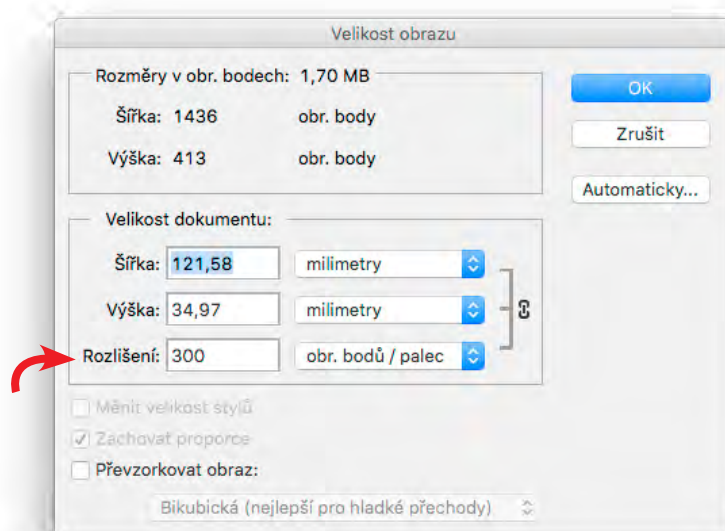 Velikost obrazu
Rozměry v obr. bodech: 1,70 MB
Šířka: 1436 obr. body
Výška: 413 obr. body
OK
Zrušit
Automaticky...
Velikost dokumentu:
Šířka: 121,58 milimetry
Výška: 34,97 milimetry
Rozlišení: 300 obr. bodů / palec
Měnit velikost stylů
Zachovat proporce
Převzorkovat obraz:
Bikubická (nejlepší pro hladké přechody)